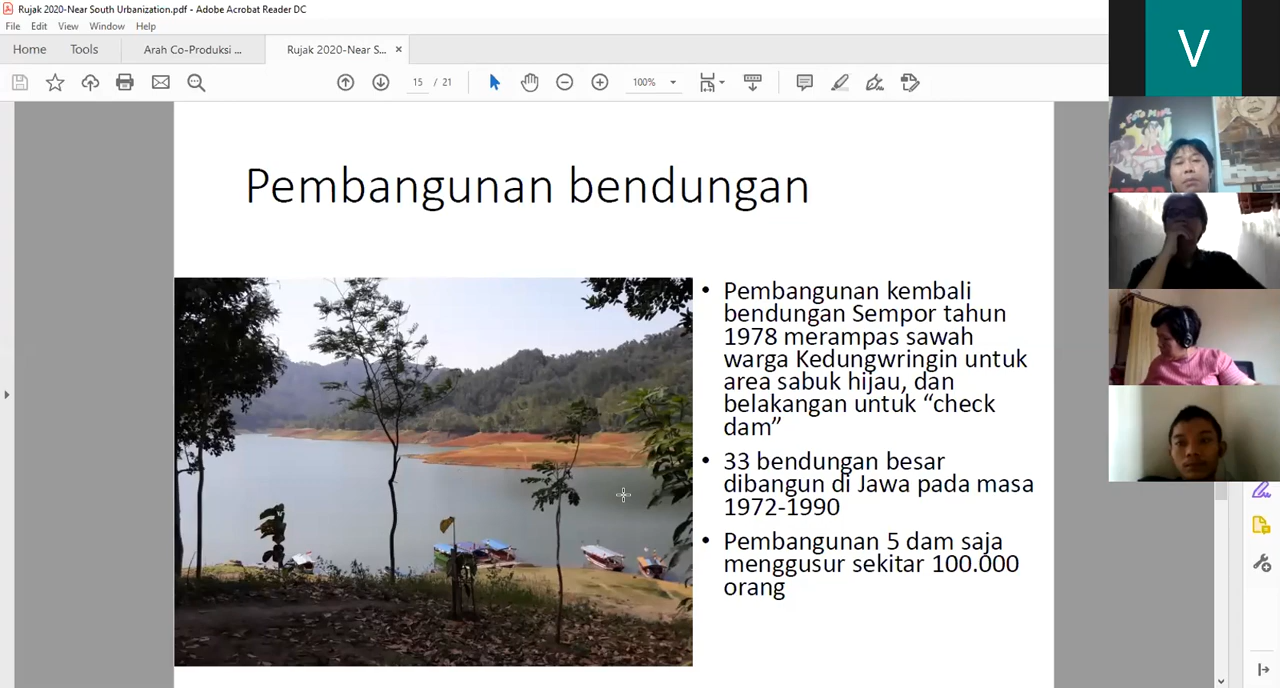 Rujak 2020-Near South Urbanization.pdf - Adobe Acrobat Reader DC
File Edit View Window Help
Home Tools Arah Co-Produksi ... Rujak 2020-Near S... ×
15 / 21 100%
V
Pembangunan bendungan
• Pembangunan kembali
bendungan Sempor tahun
1978 merampas sawah
warga Kedungwringin untuk
area sabuk hijau, dan
belakangan untuk “check
dam”
• 33 bendungan besar
dibangun di Jawa pada masa
1972-1990
• Pembangunan 5 dam saja
menggusur sekitar 100.000
orang